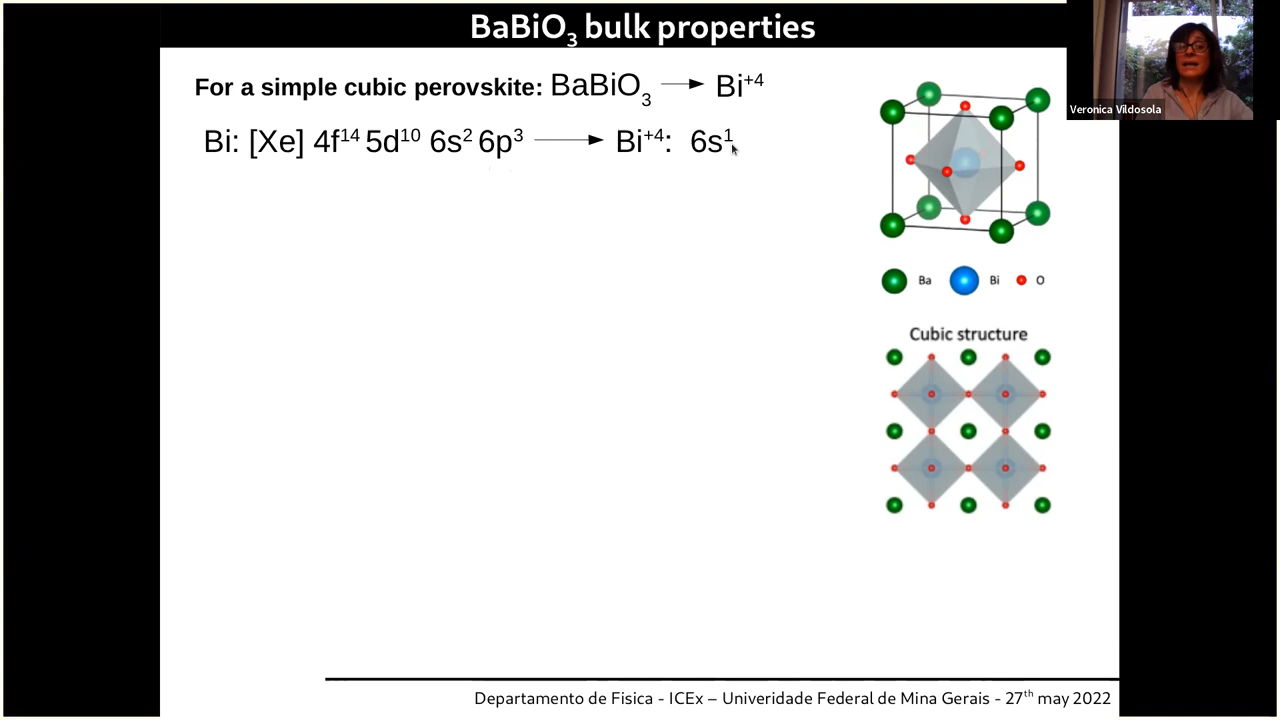 BaBiO₃ bulk properties
Veronica Vildosola
For a simple cubic perovskite: BaBiO₃ → Bi⁺⁴
Bi: [Xe] 4f¹⁴ 5d¹⁰ 6s² 6p³ → Bi⁺⁴: 6s¹
Ba Bi O
Cubic structure
Departamento de Fisica - ICEx – Univeridade Federal de Mina Gerais - 27ᵗʰ may 2022